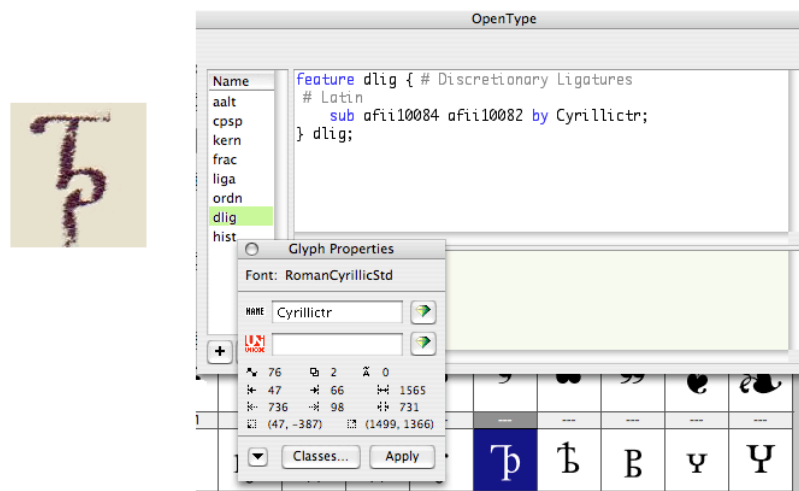 OpenType
Name
aalt
cpsp
kern
frac
liga
ordn
dlig
hist
feature dlig { # Discretionary Ligatures
# Latin
sub afii10084 afii10082 by Cyrillictr;
} dlig;
Glyph Properties
Font: RomanCyrillicStd
NAME Cyrillictr
UNICODE
76 2 0
47 66 1565
736 98 731
(47, -387) (1499, 1366)
Classes... Apply
--- --- --- --- ---